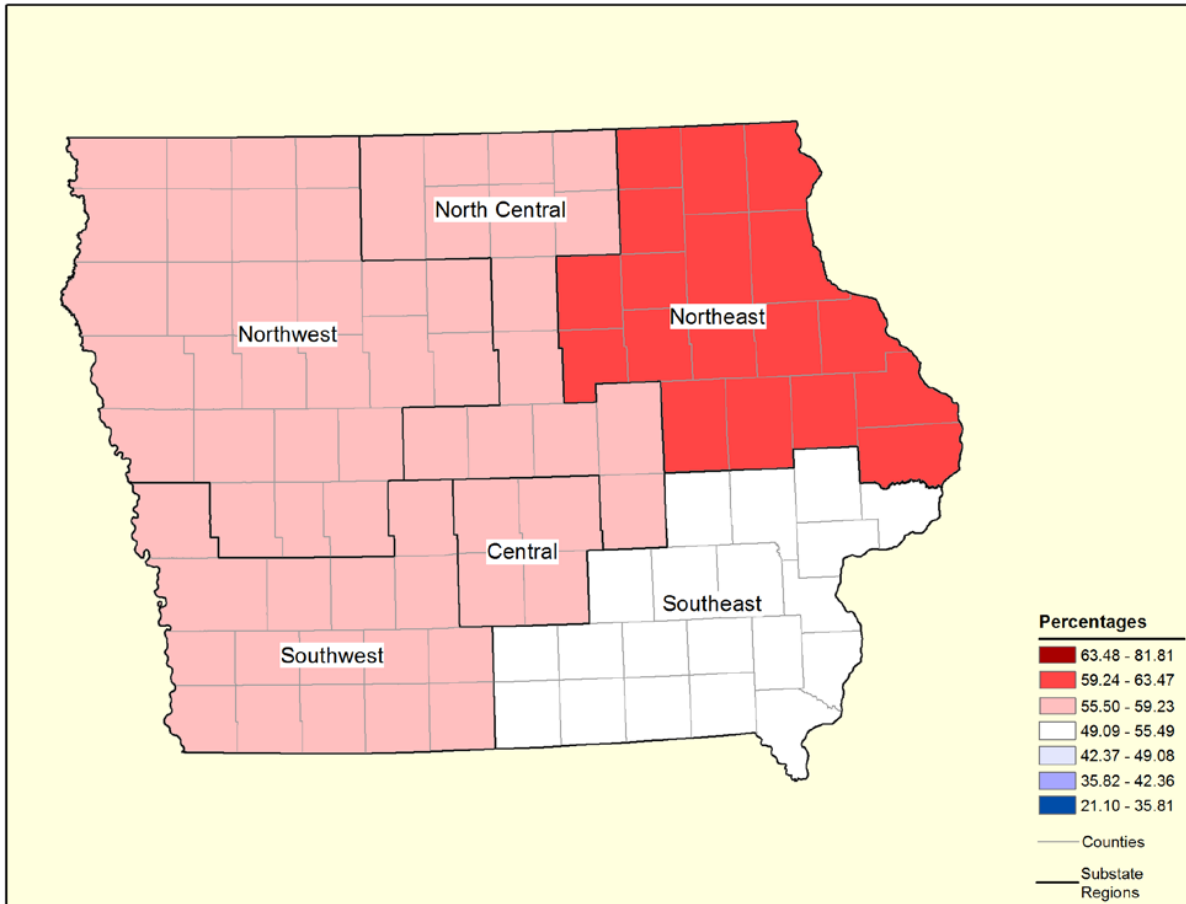 North Central
Northwest
Northeast
Central
Southeast
Southwest
Percentages
63.48 - 81.81
59.24 - 63.47
55.50 - 59.23
49.09 - 55.49
42.37 - 49.08
35.82 - 42.36
21.10 - 35.81
Counties
Substate
Regions